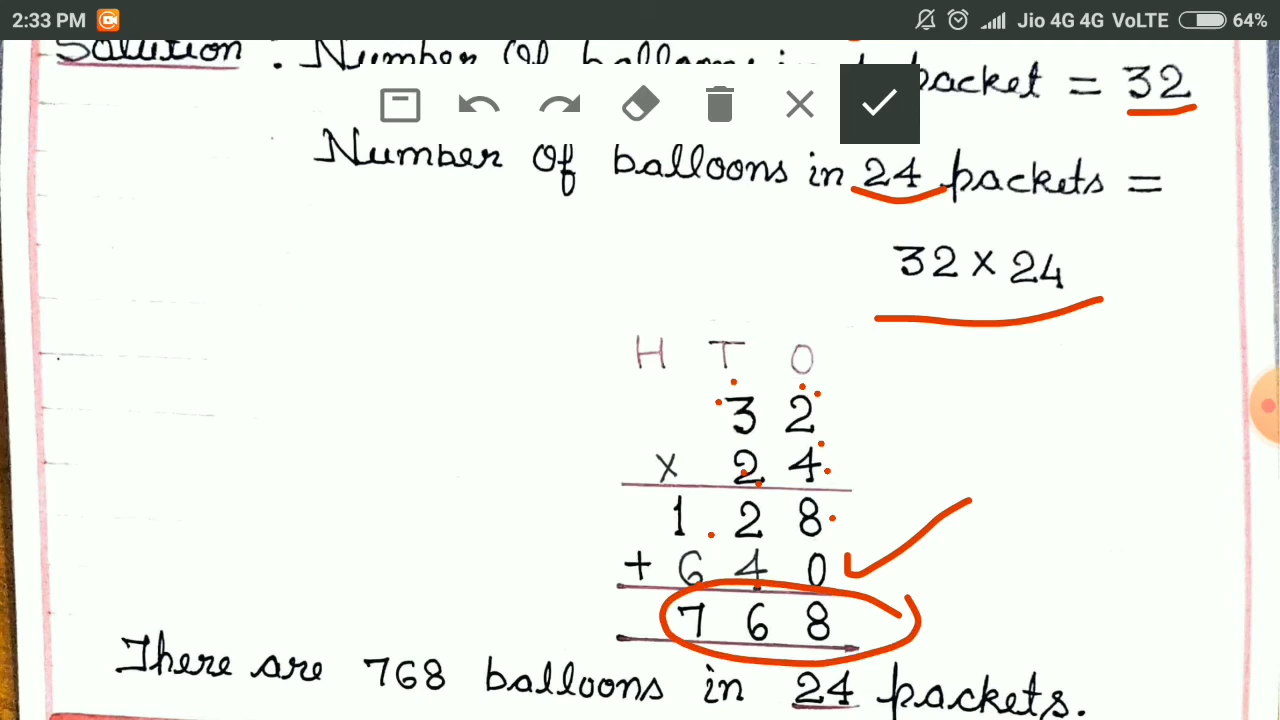 2:33 PM Jio 4G 4G VoLTE 64%
Solution : Number Of balloons in 1 packet = 32
Number Of balloons in 24 packets =
32 × 24
H T O
3 2
× 2 4
1 2 8
+ 6 4 0
7 6 8
There are 768 balloons in 24 packets.